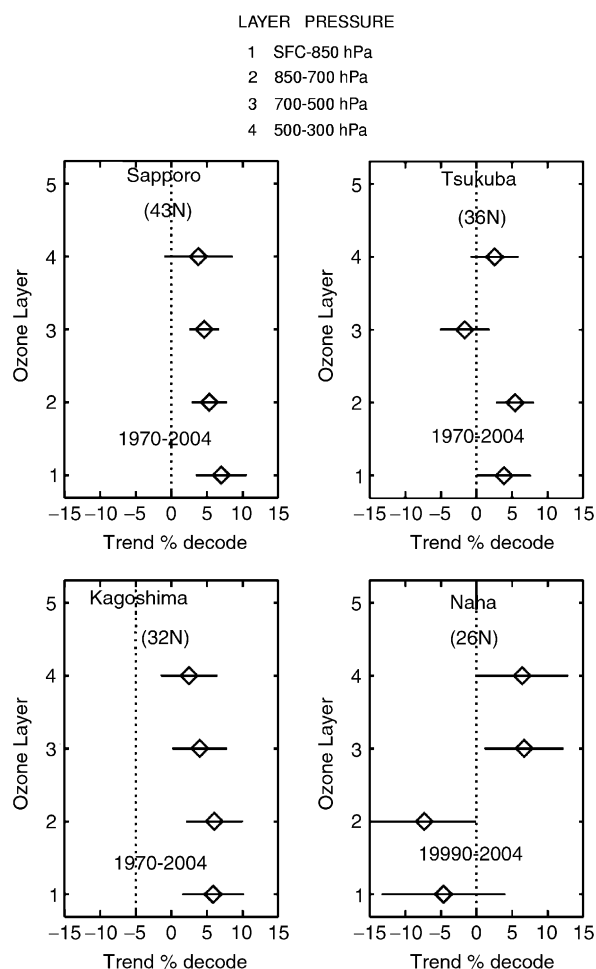 LAYER PRESSURE
1 SFC-850 hPa
2 850-700 hPa
3 700-500 hPa
4 500-300 hPa
Sapporo
(43N)
1970-2004
5
4
3
2
1
Ozone Layer
−15 −10 −5 0 5 10 15
Trend % decode
Tsukuba
(36N)
1970-2004
5
4
3
2
1
Ozone Layer
−15 −10 −5 0 5 10 15
Trend % decode
Kagoshima
(32N)
1970-2004
5
4
3
2
1
Ozone Layer
−15 −10 −5 0 5 10 15
Trend % decode
Naha
(26N)
19990-2004
5
4
3
2
1
Ozone Layer
−15 −10 −5 0 5 10 15
Trend % decode